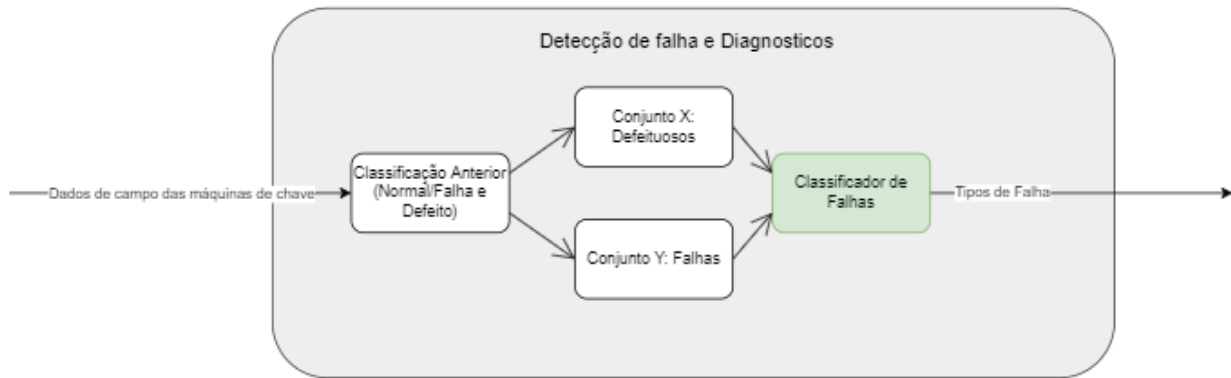 Detecção de falha e Diagnosticos
Conjunto X:
Defeituosos
Classificação Anterior
(Normal/Falha e
Defeito)
Dados de campo das máquinas de chave
Classificador de
Falhas
Tipos de Falha
Conjunto Y: Falhas